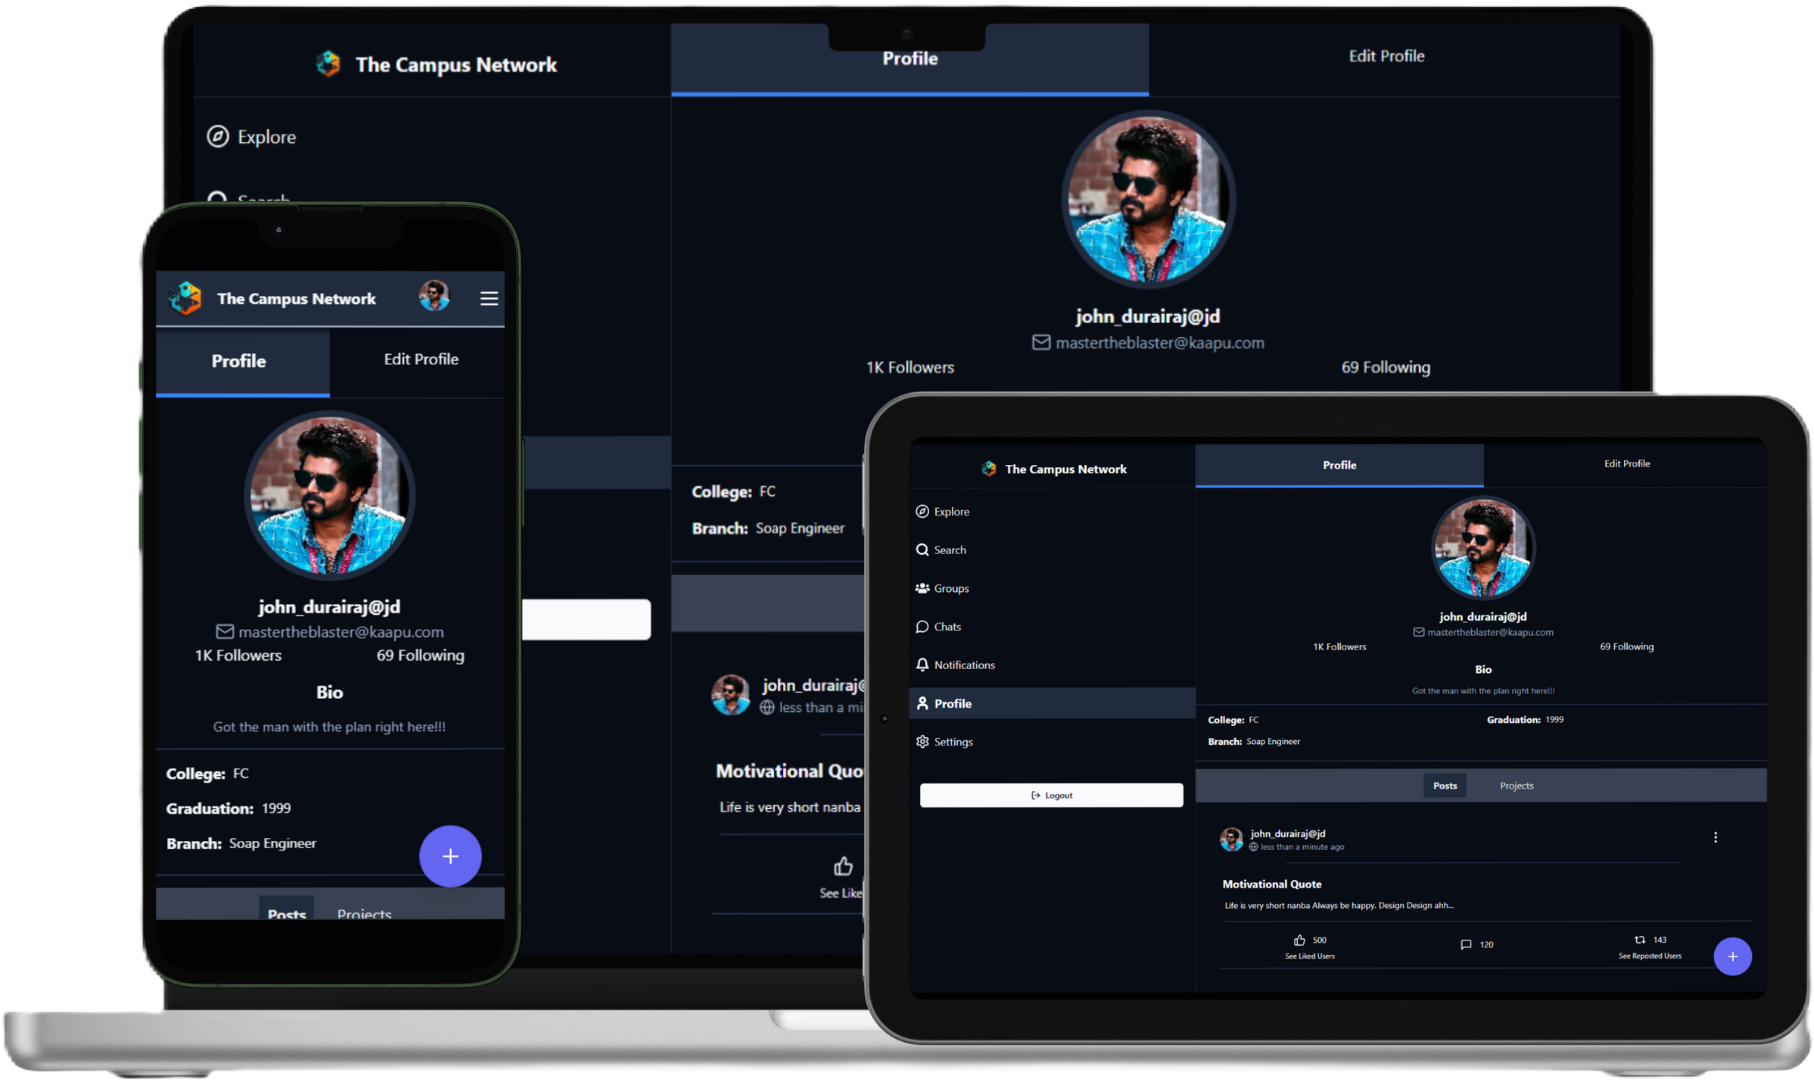 The Campus Network
Profile
Edit Profile
Explore
Search
john_durairaj@jd
mastertheblaster@kaapu.com
1K Followers
69 Following
College: FC
Branch: Soap Engineer
john_durairaj@
less than a mi
Motivational Quo
Life is very short nanba
See Like
The Campus Network
Profile
Edit Profile
john_durairaj@jd
mastertheblaster@kaapu.com
1K Followers
69 Following
Bio
Got the man with the plan right here!!!
College: FC
Graduation: 1999
Branch: Soap Engineer
+
Posts
Projects
The Campus Network
Profile
Edit Profile
Explore
Search
Groups
Chats
Notifications
Profile
Settings
Logout
john_durairaj@jd
mastertheblaster@kaapu.com
1K Followers
69 Following
Bio
Got the man with the plan right here!!!
College: FC
Graduation: 1999
Branch: Soap Engineer
Posts
Projects
john_durairaj@jd
less than a minute ago
Motivational Quote
Life is very short nanba Always be happy. Design Design ahh...
500
See Liked Users
120
143
See Reposted Users
+